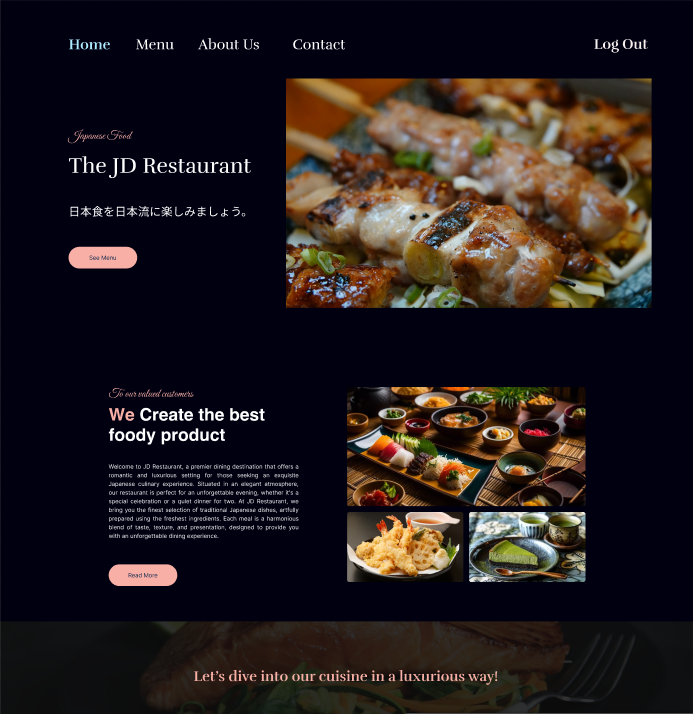 Home Menu About Us Contact Log Out
Japanese Food
The JD Restaurant
日本食を日本流に楽しみましょう。
See Menu
To our valued customers
We Create the best
foody product
Welcome to JD Restaurant, a premier dining destination that offers a
romantic and luxurious setting for those seeking an exquisite
Japanese culinary experience. Situated in an elegant atmosphere,
our restaurant is perfect for an unforgettable evening, whether it's a
special celebration or a quiet dinner for two. At JD Restaurant, we
bring you the finest selection of traditional Japanese dishes, artfully
prepared using the freshest ingredients. Each meal is a harmonious
blend of taste, texture, and presentation, designed to provide you
with an unforgettable dining experience.
Read More
Let's dive into our cuisine in a luxurious way!